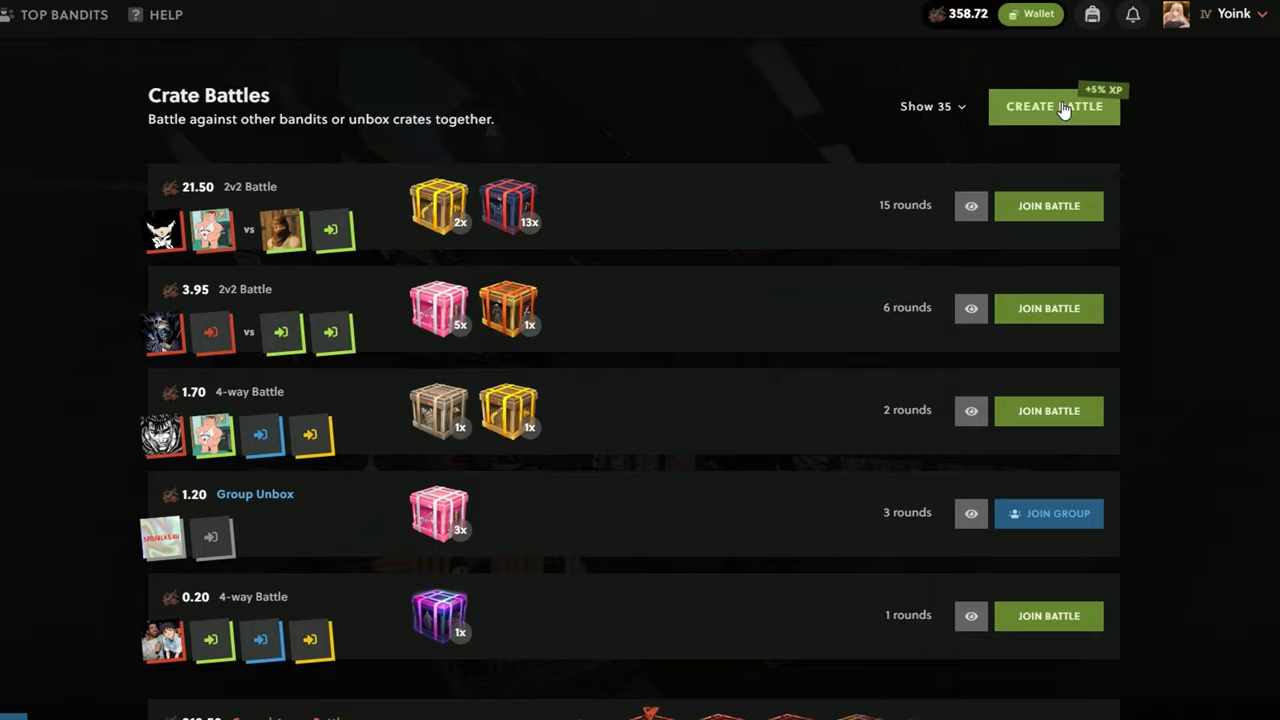 TOP BANDITS ? HELP 358.72 Wallet IV Yoink
+5% XP
Crate Battles Show 35 CREATE BATTLE
Battle against other bandits or unbox crates together.
21.50 2v2 Battle
2x 13x 15 rounds JOIN BATTLE
vs
3.95 2v2 Battle
5x 1x 6 rounds JOIN BATTLE
vs
1.70 4-way Battle
1x 1x 2 rounds JOIN BATTLE
1.20 Group Unbox
3x 3 rounds JOIN GROUP
0.20 4-way Battle
1x 1 rounds JOIN BATTLE